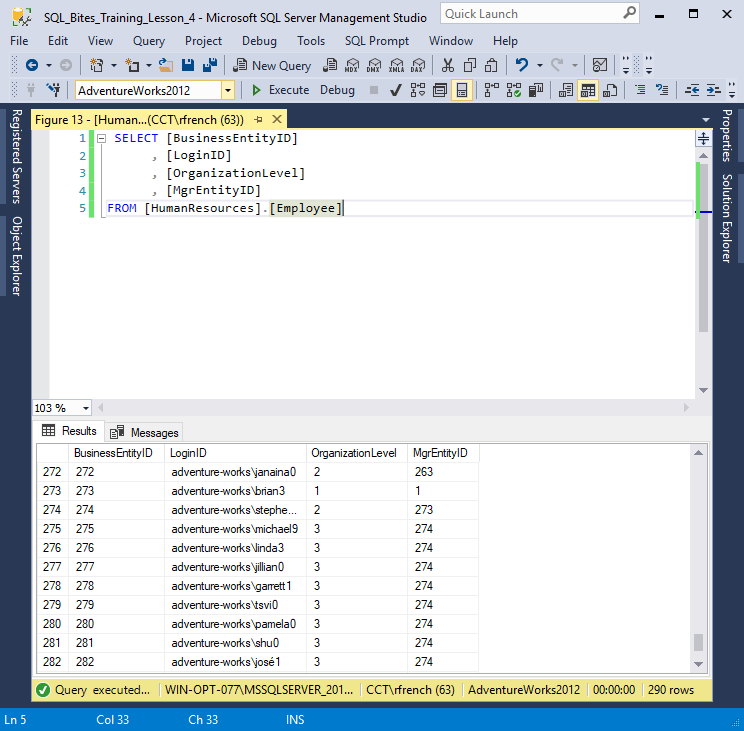 SQL_Bites_Training_Lesson_4 - Microsoft SQL Server Management Studio
Quick Launch
File Edit View Query Project Debug Tools SQL Prompt Window Help
New Query MDX DMX XMLA DAX
AdventureWorks2012 Execute Debug
Registered Servers
Object Explorer
Figure 13 - [Human...(CCT\rfrench (63))
Properties
Solution Explorer
1 SELECT [BusinessEntityID]
2 , [LoginID]
3 , [OrganizationLevel]
4 , [MgrEntityID]
5 FROM [HumanResources].[Employee]
103 %
Results Messages
BusinessEntityID LoginID OrganizationLevel MgrEntityID
272 272 adventure-works\janaina0 2 263
273 273 adventure-works\brian3 1 1
274 274 adventure-works\stephe... 2 273
275 275 adventure-works\michael9 3 274
276 276 adventure-works\linda3 3 274
277 277 adventure-works\jillian0 3 274
278 278 adventure-works\garrett1 3 274
279 279 adventure-works\tsvi0 3 274
280 280 adventure-works\pamela0 3 274
281 281 adventure-works\shu0 3 274
282 282 adventure-works\josé1 3 274
Query executed... WIN-OPT-077\MSSQLSERVER_201... CCT\rfrench (63) AdventureWorks2012 00:00:00 290 rows
Ln 5 Col 33 Ch 33 INS